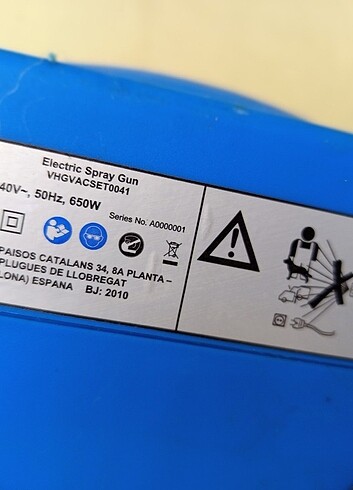 Electric Spray Gun
VHGVACSET0041
40V~, 50Hz, 650W
Series No. A0000001
PAISOS CATALANS 34, 8A PLANTA –
PLUGUES DE LLOBREGAT
LONA) ESPAÑA BJ: 2010